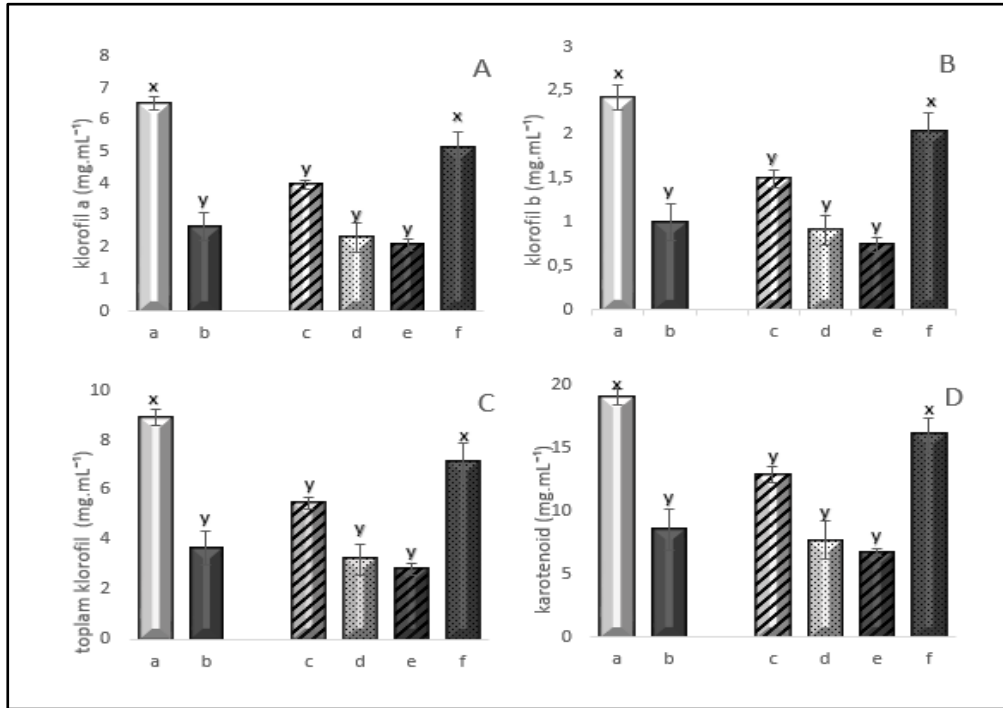 A
klorofil a (mg.mL⁻¹)
8
7
6
5
4
3
2
1
0
x
y
y
y
y
x
a b c d e f
B
klorofil b (mg.mL⁻¹)
3
2,5
2
1,5
1
0,5
0
x
y
y
y
y
x
a b c d e f
C
toplam klorofil (mg.mL⁻¹)
10
8
6
4
2
0
x
y
y
y
y
x
a b c d e f
D
karotenoid (mg.mL⁻¹)
20
15
10
5
0
x
y
y
y
y
x
a b c d e f